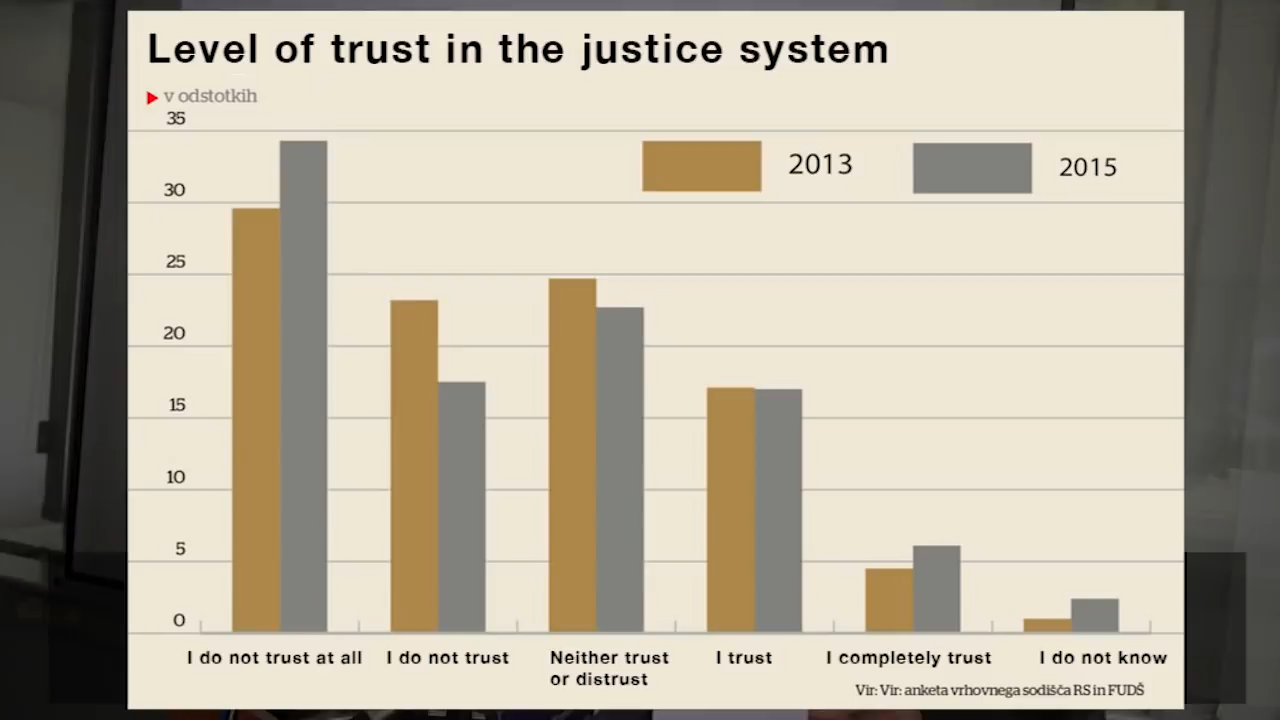 Level of trust in the justice system
v odstotkih
35
2013
2015
30
25
20
15
10
5
0
I do not trust at all
I do not trust
Neither trust
or distrust
I trust
I completely trust
I do not know
Vir: Vir: anketa vrhovnega sodišča RS in FUDŠ